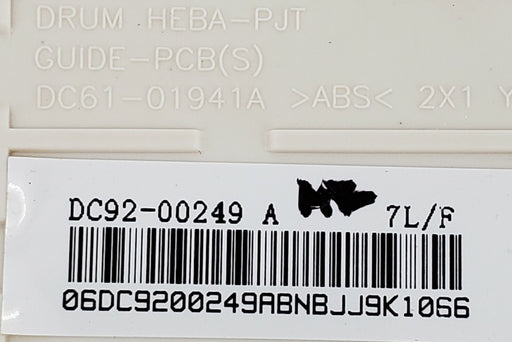 DRUM HEBA-PJT
GUIDE-PCB(S)
DC61-01941A >ABS< 2X1 Y
DC92-00249 A 7L/F
06DC9200249ABNBJJ9K1066